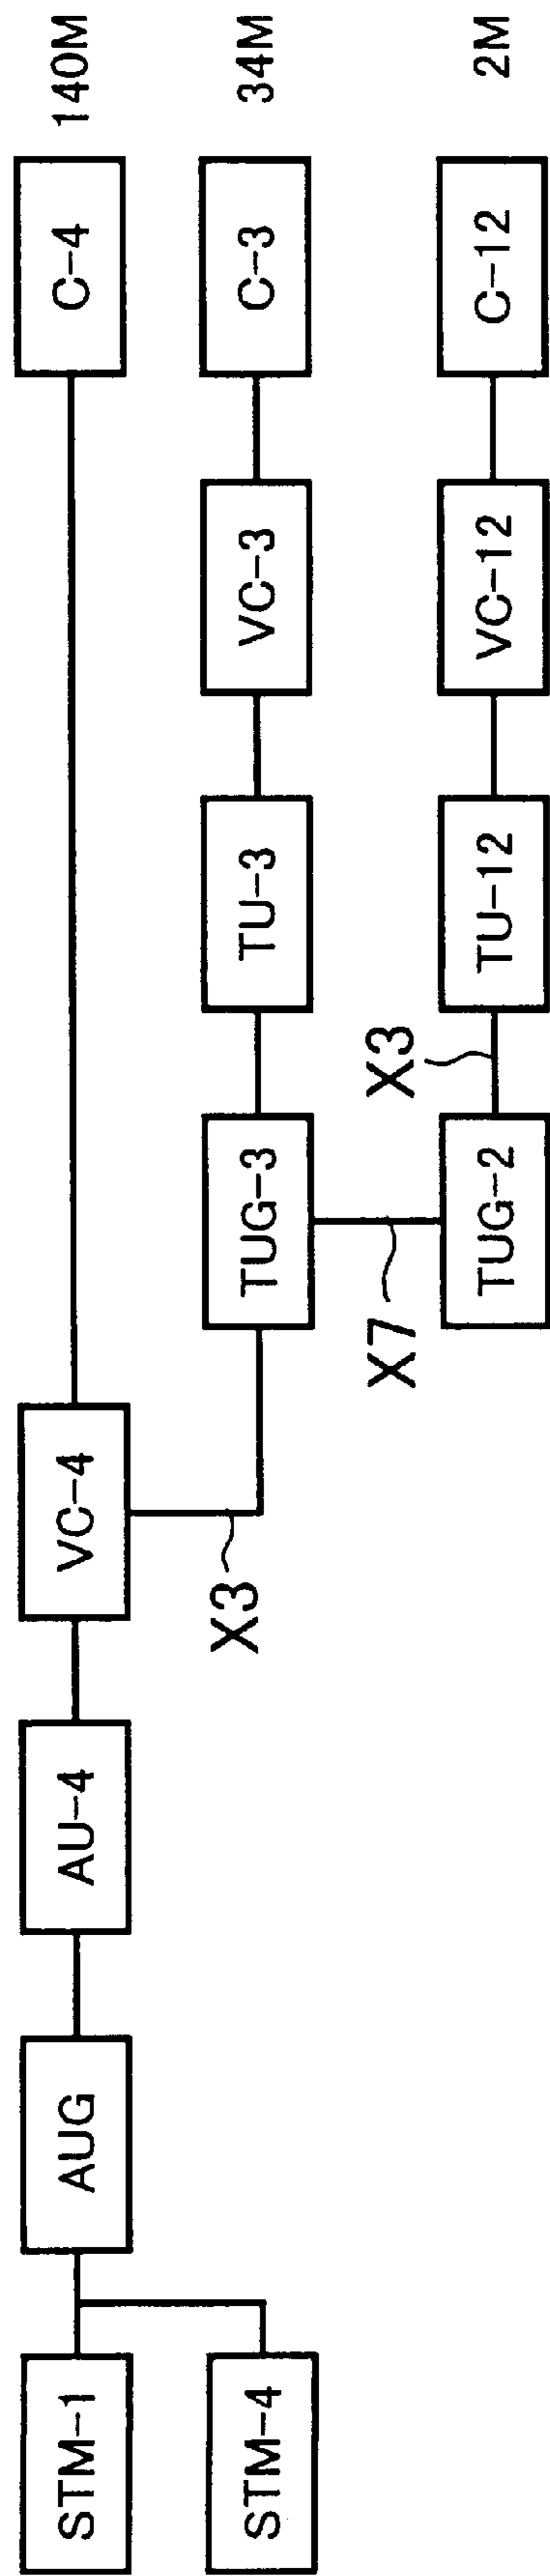 STM-1
AUG
AU-4
VC-4
C-4
140M
STM-4
X3
TUG-3
TU-3
VC-3
C-3
34M
X7
X3
TUG-2
TU-12
VC-12
C-12
2M